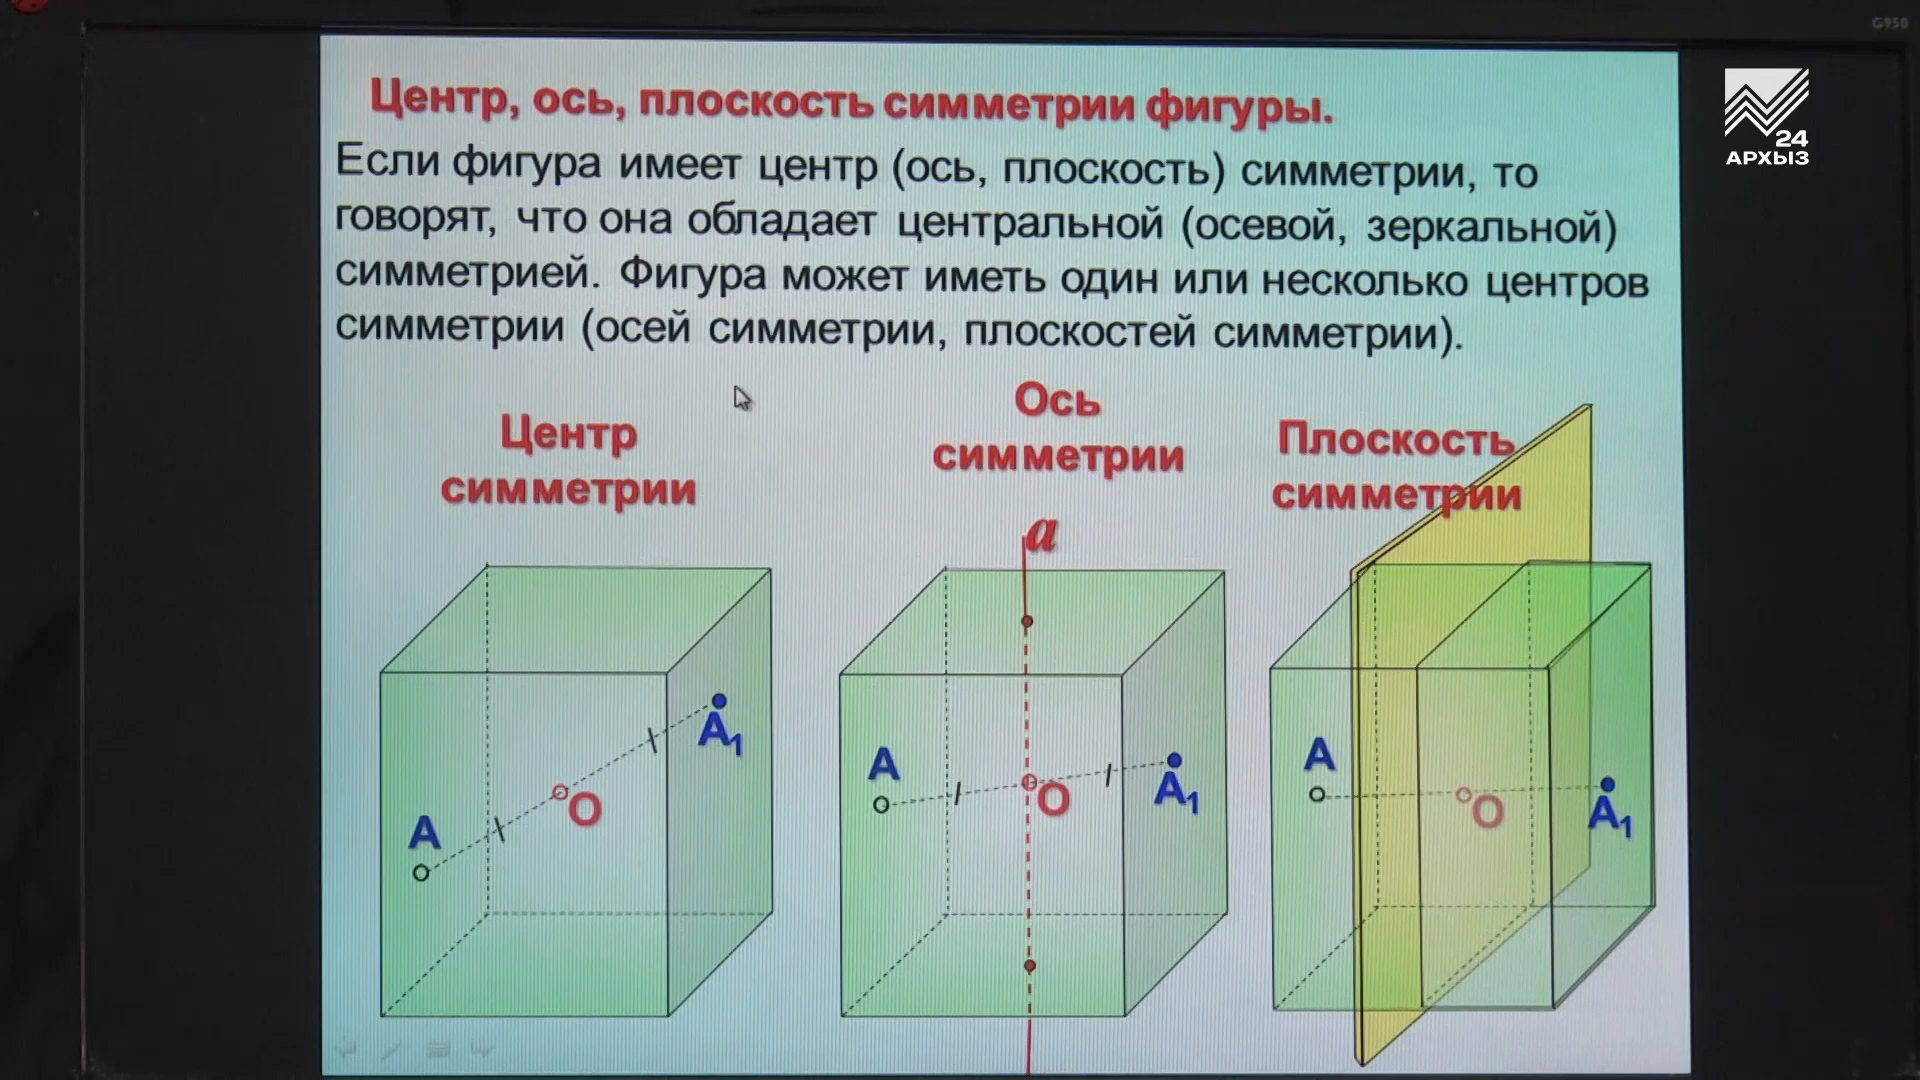 G950
24
АРХЫЗ
Центр, ось, плоскость симметрии фигуры.
Если фигура имеет центр (ось, плоскость) симметрии, то
говорят, что она обладает центральной (осевой, зеркальной)
симметрией. Фигура может иметь один или несколько центров
симметрии (осей симметрии, плоскостей симметрии).
Центр
симметрии
Ось
симметрии
Плоскость
симметрии
a
A
O
A₁
A
O
A₁
A
O
A₁